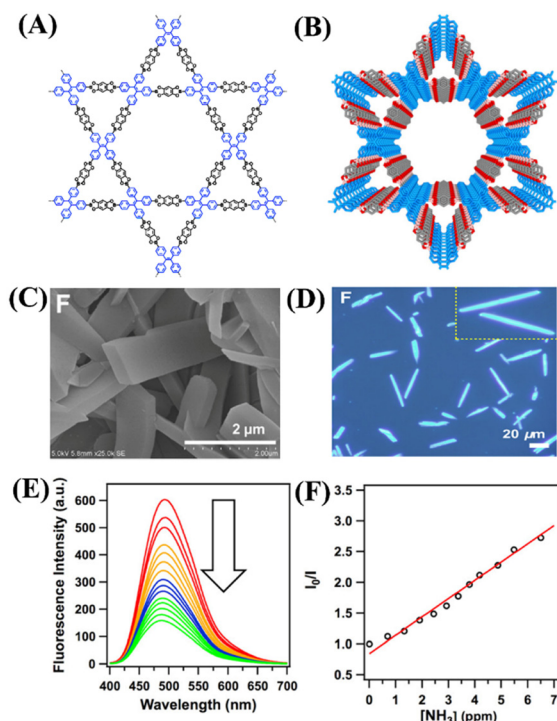 (A)
(B)
(C)
F
2 μm
5.0kV 5.6mm x25.0k SE
2.00um
(D)
F
20 μm
(E)
Fluorescence Intensity (a.u.)
600
500
400
300
200
100
0
400 450 500 550 600 650 700
Wavelength (nm)
(F)
I₀/I
3.5
3.0
2.5
2.0
1.5
1.0
0.5
0 1 2 3 4 5 6 7
[NH₃] (ppm)